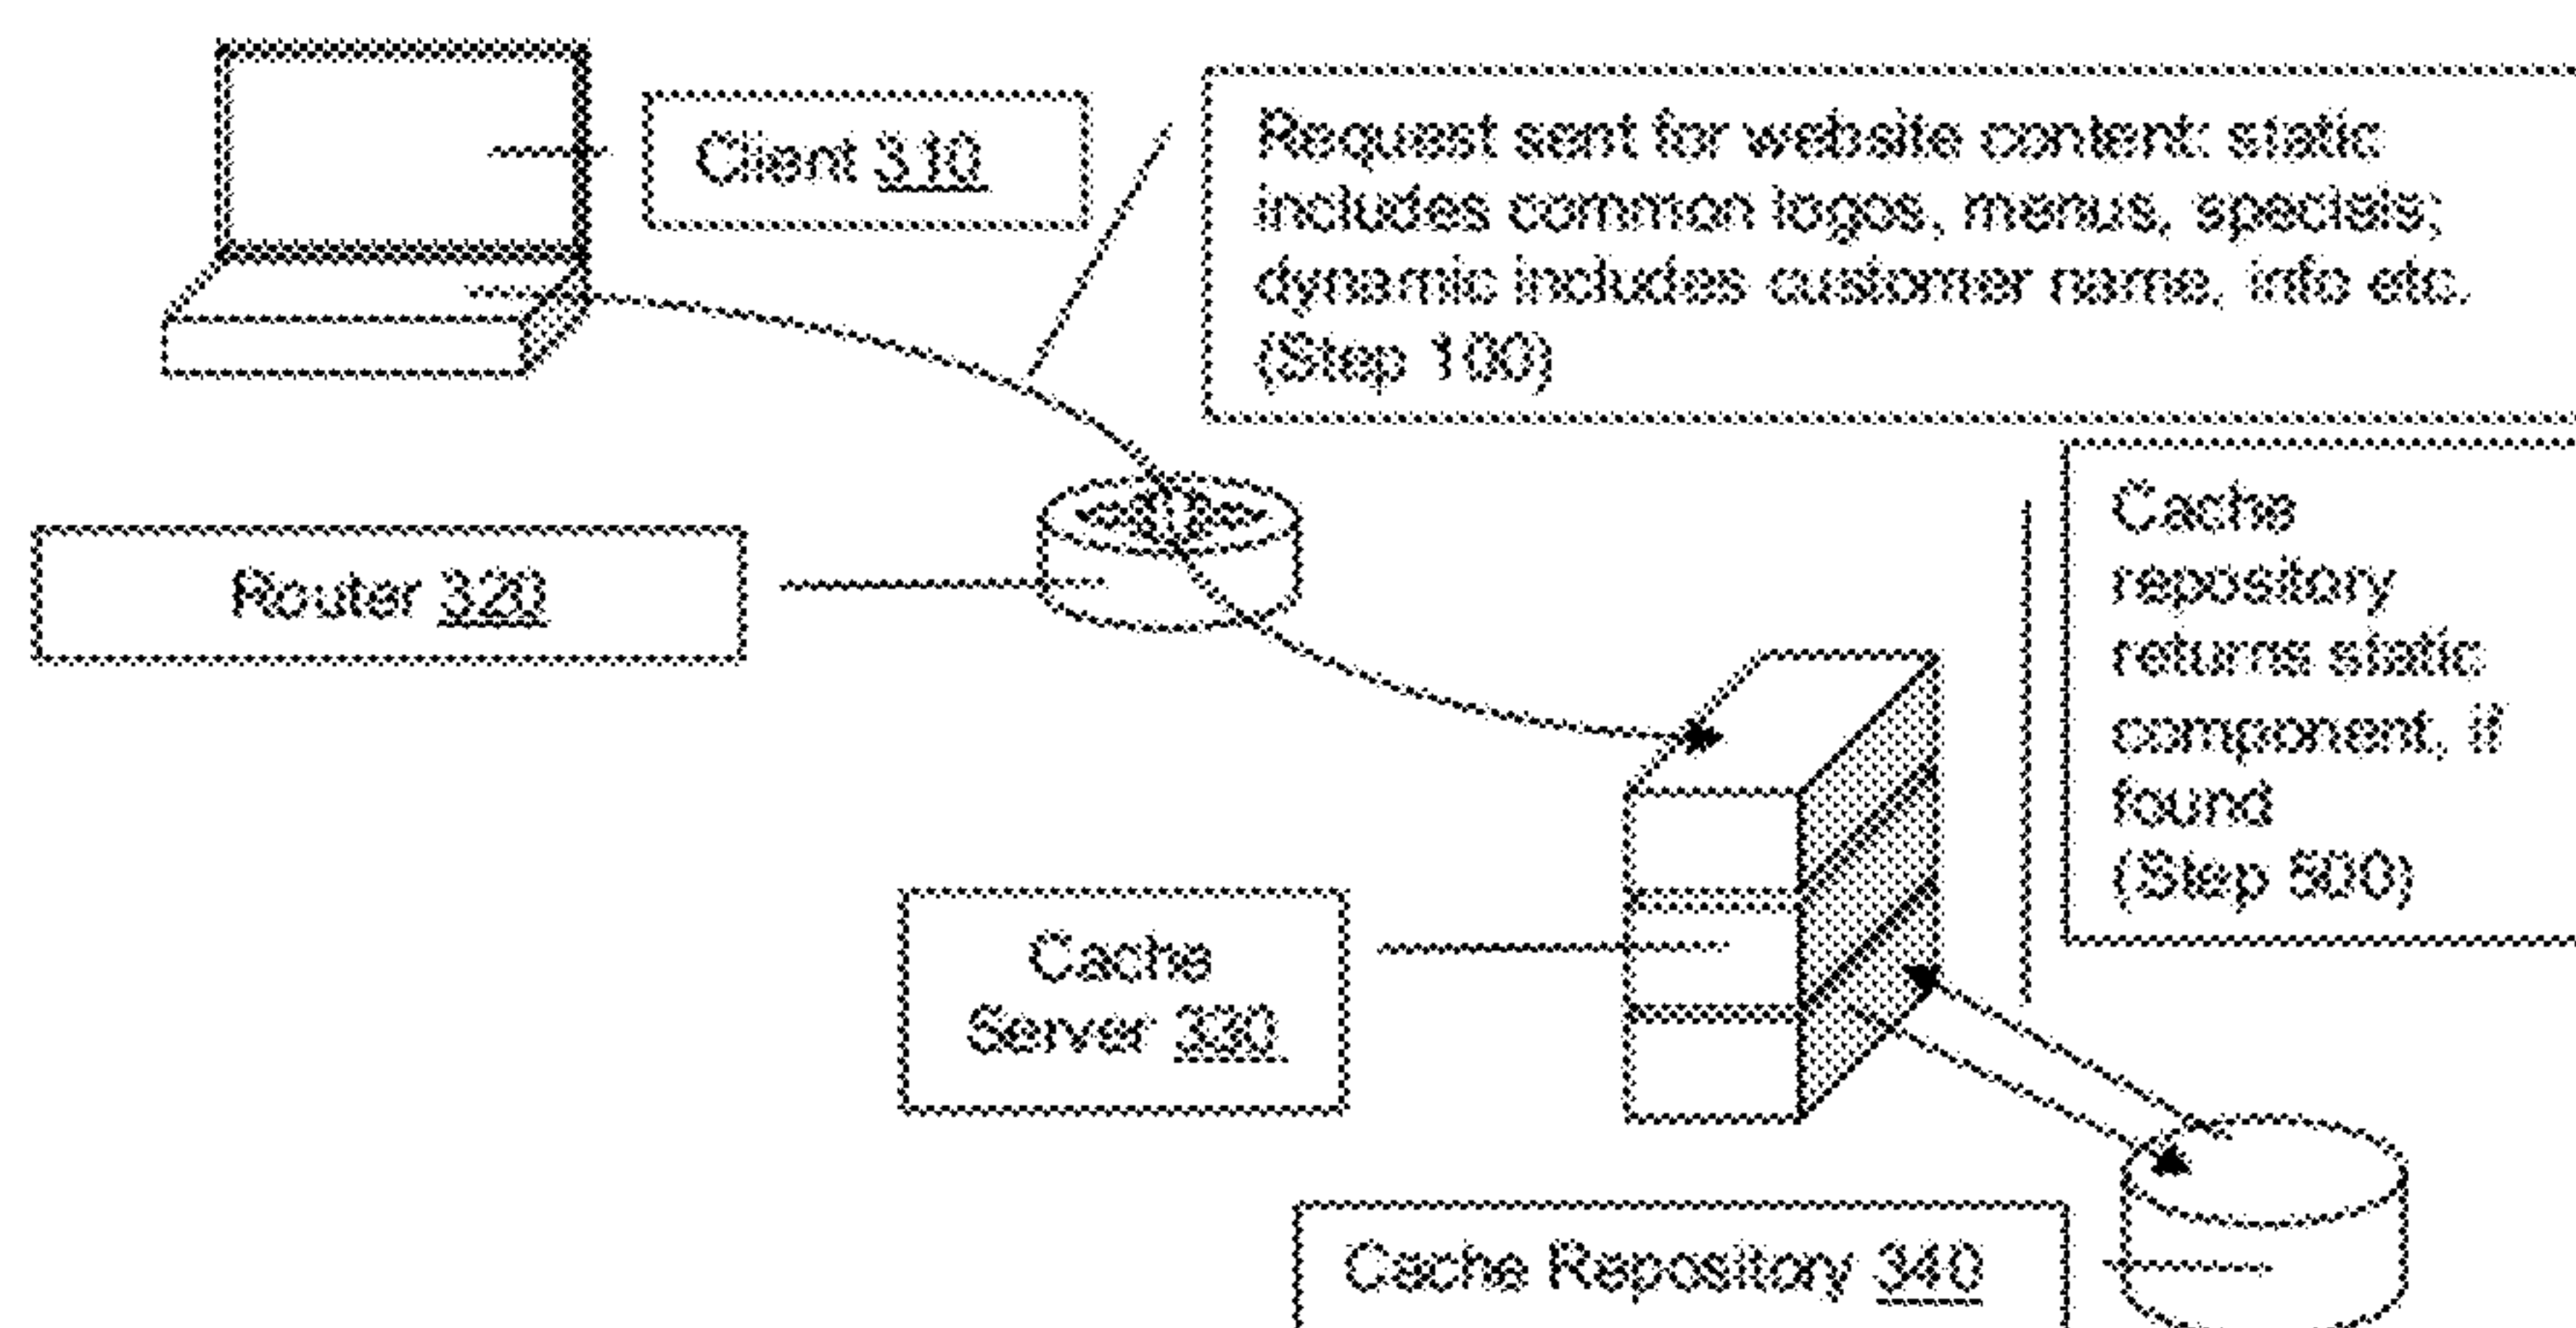 Client 310
Request sent for website content: static
includes common logos, menus, specials;
dynamic includes customer name, info etc.
(Step 100)
Router 320
Cache
repository
returns static
component, if
found
(Step 500)
Cache
Server 330
Cache Repository 340